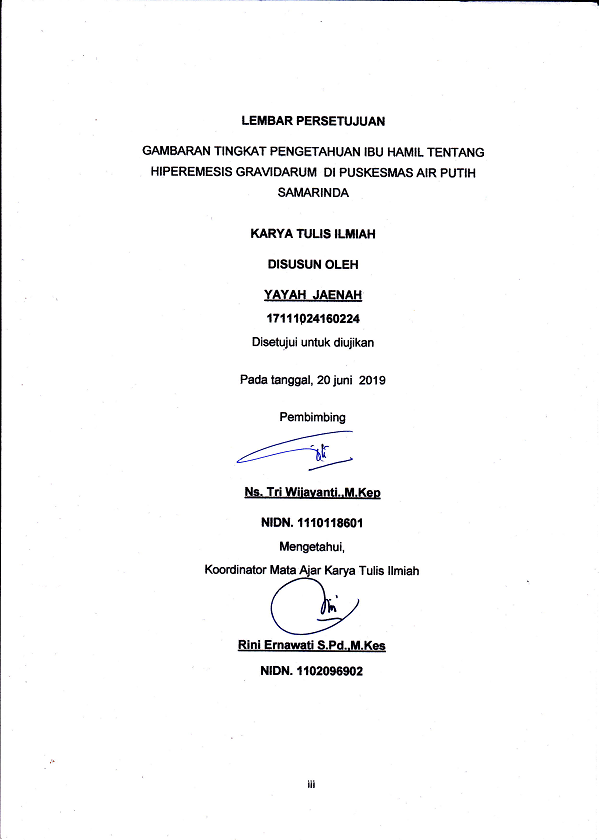 LEMBAR PERSETUJUAN
GAMBARAN TINGKAT PENGETAHUAN IBU HAMIL TENTANG
HIPEREMESIS GRAVIDARUM DI PUSKESMAS AIR PUTIH
SAMARINDA
KARYA TULIS ILMIAH
DISUSUN OLEH
YAYAH JAENAH
17111024160224
Disetujui untuk diujikan
Pada tanggal, 20 juni 2019
Pembimbing
Ns. Tri Wijayanti.,M.Kep
NIDN. 1110118601
Mengetahui,
Koordinator Mata Ajar Karya Tulis Ilmiah
Rini Ernawati S.Pd.,M.Kes
NIDN. 1102096902
iii